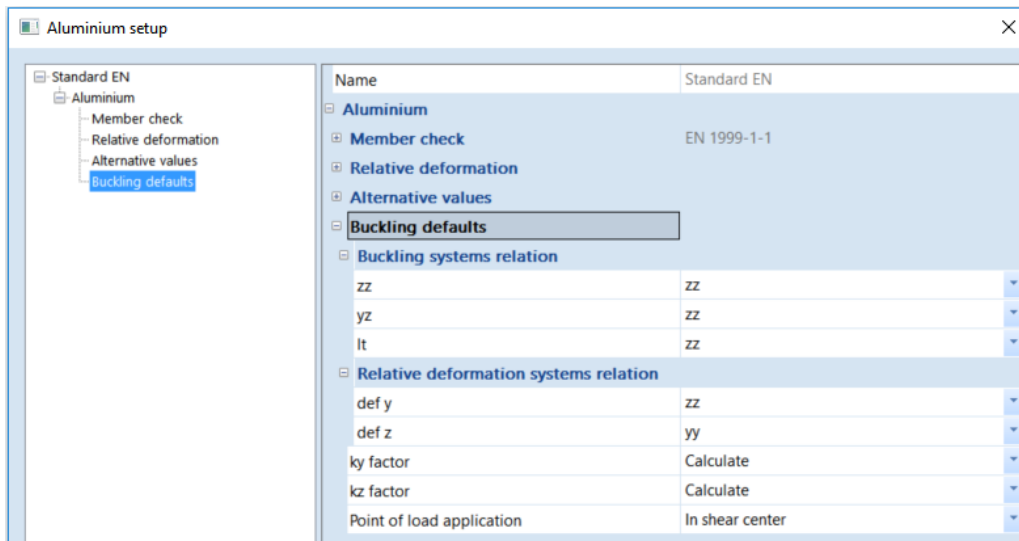 Aluminium setup
Standard EN
Aluminium
Member check
Relative deformation
Alternative values
Buckling defaults
Name Standard EN
Aluminium
Member check EN 1999-1-1
Relative deformation
Alternative values
Buckling defaults
Buckling systems relation
zz zz
yz zz
lt zz
Relative deformation systems relation
def y zz
def z yy
ky factor Calculate
kz factor Calculate
Point of load application In shear center